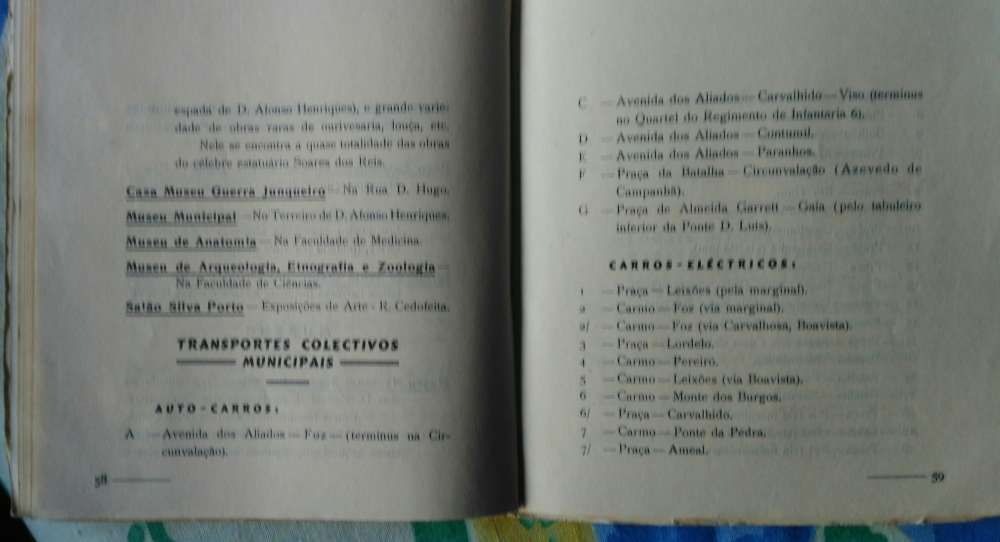 espada de D. Afonso Henriques), e grande varie-
dade de obras raras de ourivesaria, louça, etc.
Nele se encontra a quase totalidade das obras
do célebre estatuário Soares dos Reis.
Casa Museu Guerra Junqueiro — Na Rua D. Hugo.
Museu Municipal — No Terreiro de D. Afonso Henriques.
Museu de Anatomia — Na Faculdade de Medicina.
Museu de Arqueologia, Etnografia e Zoologia —
Na Faculdade de Ciências.
Salão Silva Porto — Exposições de Arte - R. Cedofeita.
TRANSPORTES COLECTIVOS
MUNICIPAIS
AUTO-CARROS:
A — Avenida dos Aliados — Foz — (terminus na Cir-
cunvalação).
58
C — Avenida dos Aliados — Carvalhido — Viso (terminus
no Quartel do Regimento de Infantaria 6).
D — Avenida dos Aliados — Contumil.
E — Avenida dos Aliados — Paranhos.
F — Praça da Batalha — Circunvalação (Azevedo de
Campanhã).
G — Praça de Almeida Garrett — Gaia (pelo tabuleiro
inferior da Ponte D. Luís).
CARROS-ELÉCTRICOS:
1 — Praça — Leixões (pela marginal).
2 — Carmo — Foz (via marginal).
2/ — Carmo — Foz (via Carvalhosa, Boavista).
3 — Praça — Lordelo.
4 — Carmo — Pereiro.
5 — Carmo — Leixões (via Boavista).
6 — Carmo — Monte dos Burgos.
6/ — Praça — Carvalhido.
7 — Carmo — Ponte da Pedra.
7/ — Praça — Ameal.
59